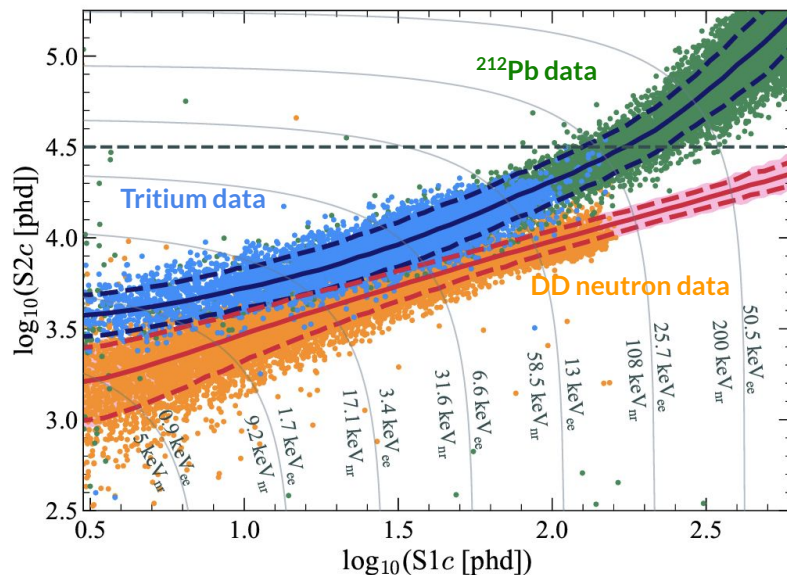 5.0
4.5
4.0
3.5
3.0
2.5
log₁₀(S2c [phd])
²¹²Pb data
Tritium data
DD neutron data
0.9 keVₑₑ
5 keVₙᵣ
1.7 keVₑₑ
9.2 keVₙᵣ
3.4 keVₑₑ
17.1 keVₙᵣ
6.6 keVₑₑ
31.6 keVₙᵣ
13 keVₑₑ
58.5 keVₙᵣ
25.7 keVₑₑ
108 keVₙᵣ
50.5 keVₑₑ
200 keVₙᵣ
0.5 1.0 1.5 2.0 2.5
log₁₀(S1c [phd])